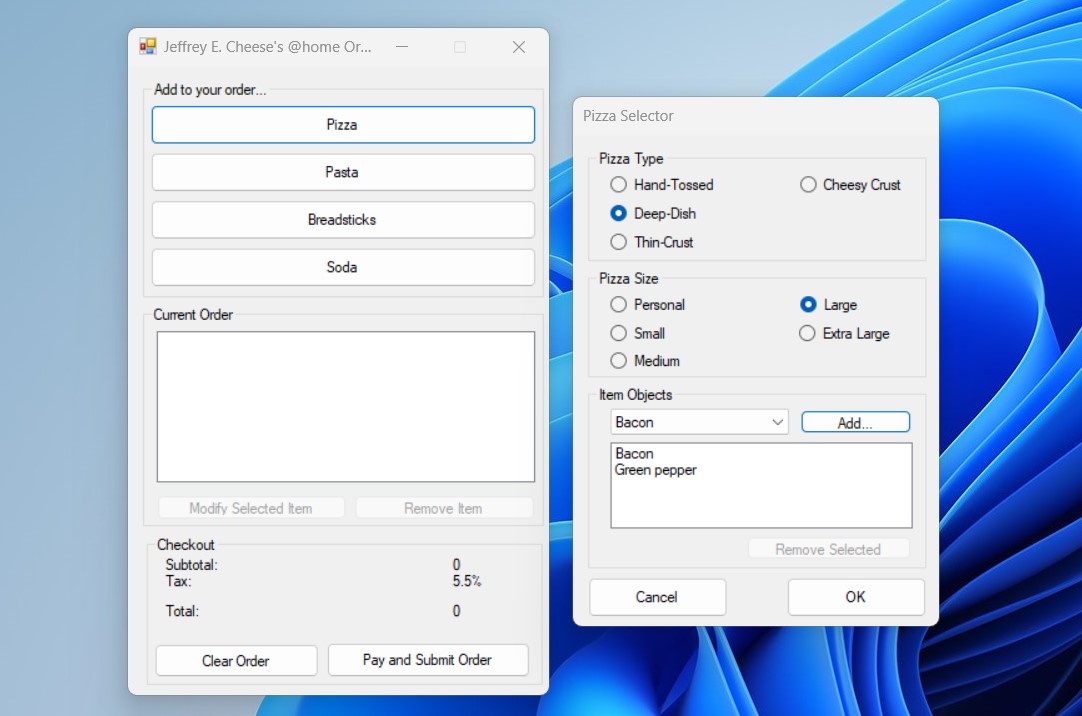 Jeffrey E. Cheese's @home Or...
Add to your order...
Pizza
Pasta
Breadsticks
Soda
Current Order
Modify Selected Item
Remove Item
Checkout
Subtotal: 0
Tax: 5.5%
Total: 0
Clear Order
Pay and Submit Order
Pizza Selector
Pizza Type
Hand-Tossed
Cheesy Crust
Deep-Dish
Thin-Crust
Pizza Size
Personal
Large
Small
Extra Large
Medium
Item Objects
Bacon
Add...
Bacon
Green pepper
Remove Selected
Cancel
OK